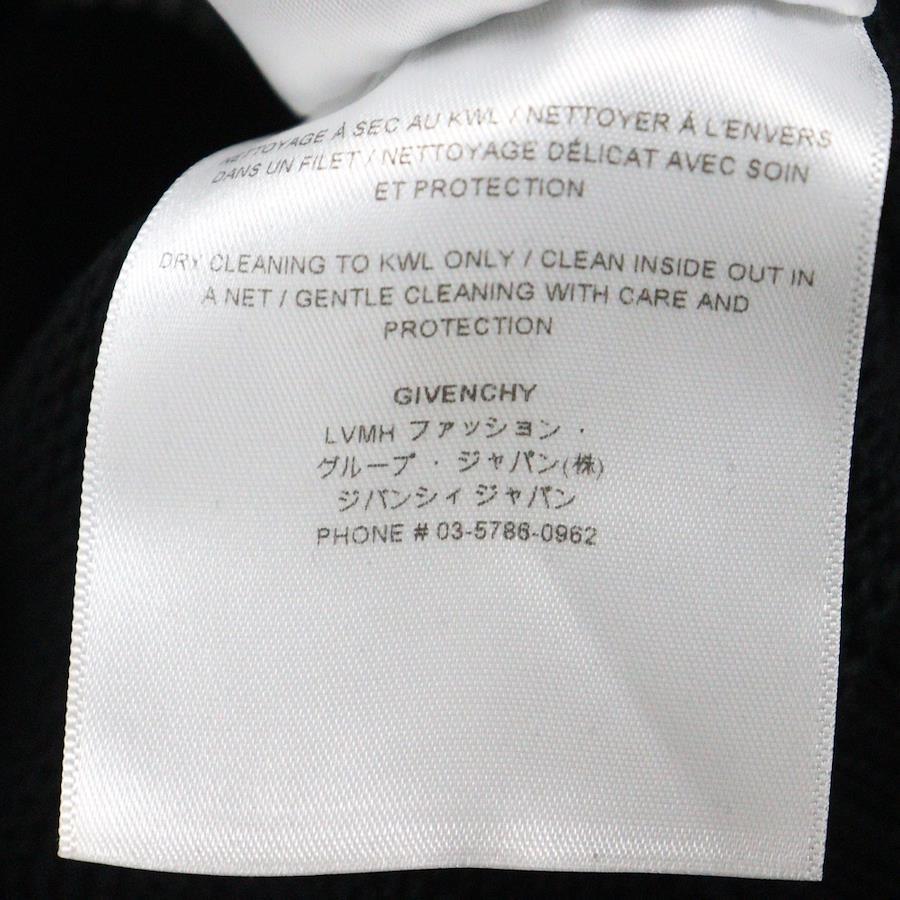 NETTOYAGE À SEC AU KWL / NETTOYER À L'ENVERS
DANS UN FILET / NETTOYAGE DÉLICAT AVEC SOIN
ET PROTECTION
DRY CLEANING TO KWL ONLY / CLEAN INSIDE OUT IN
A NET / GENTLE CLEANING WITH CARE AND
PROTECTION
GIVENCHY
LVMH ファッション ·
グループ · ジャパン(株)
ジバンシィ ジャパン
PHONE # 03-5786-0962